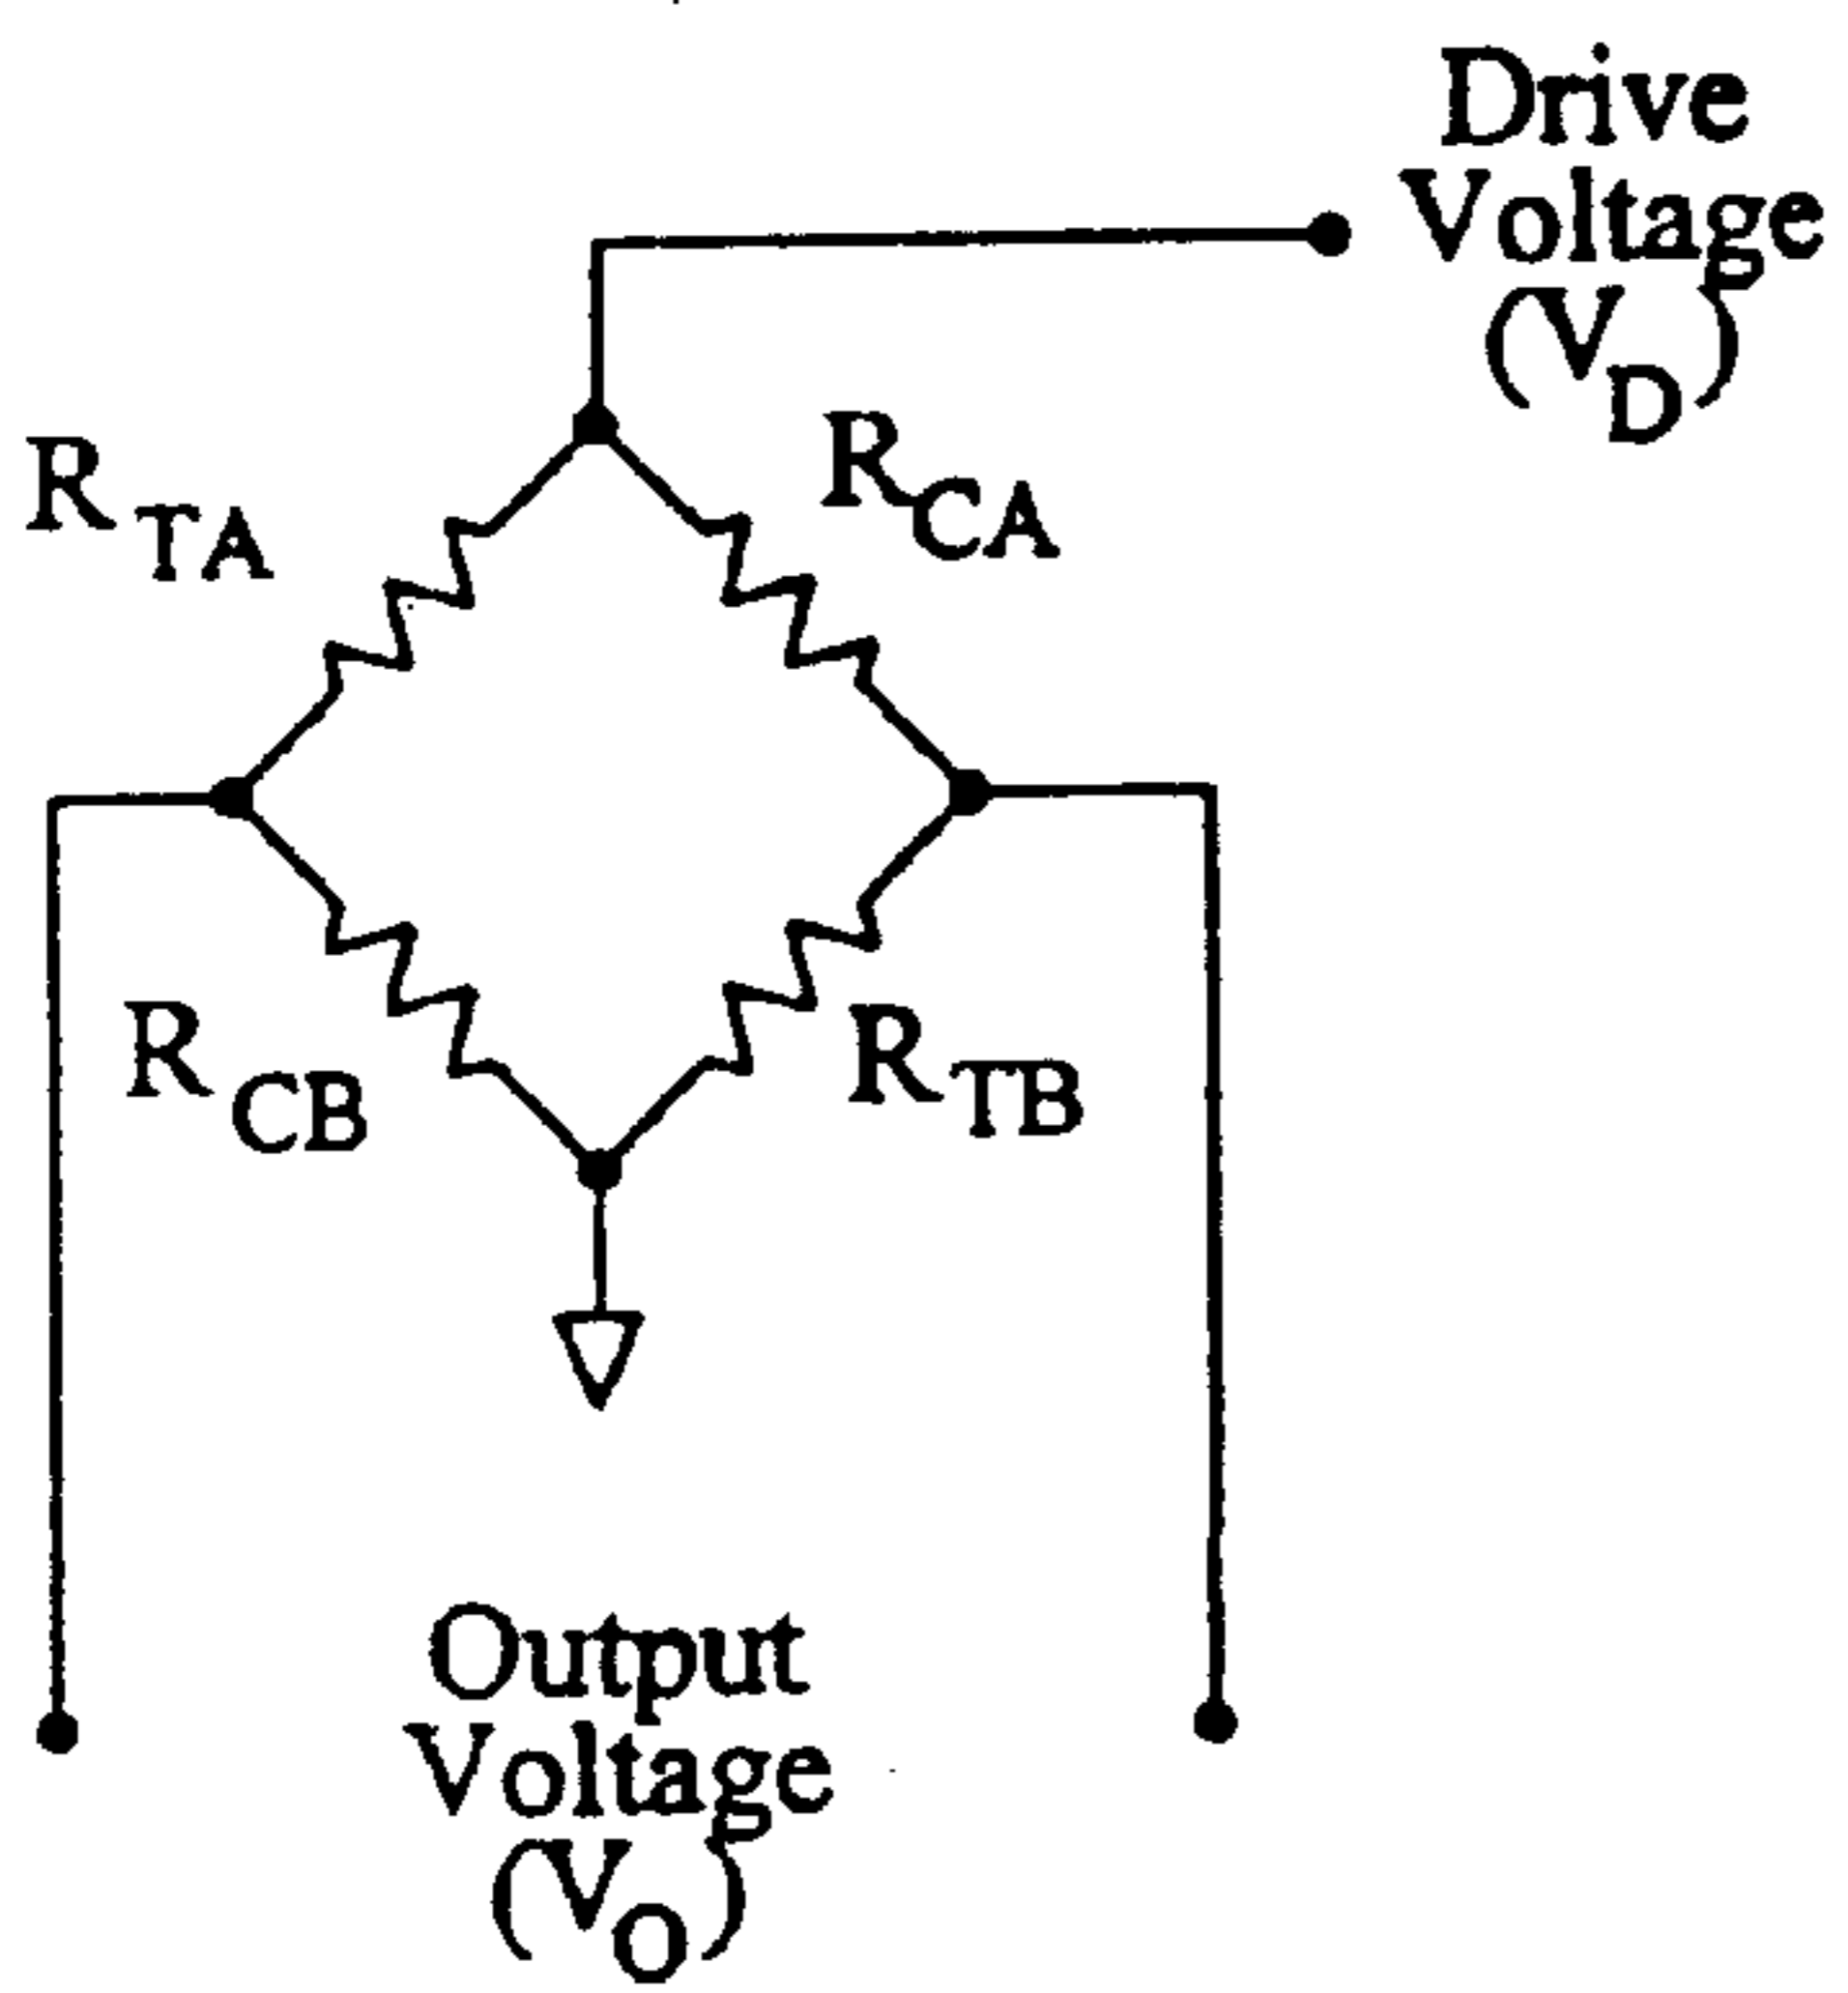 Drive
Voltage
(V_D)
R_TA
R_CA
R_CB
R_TB
Output
Voltage
(V_O)